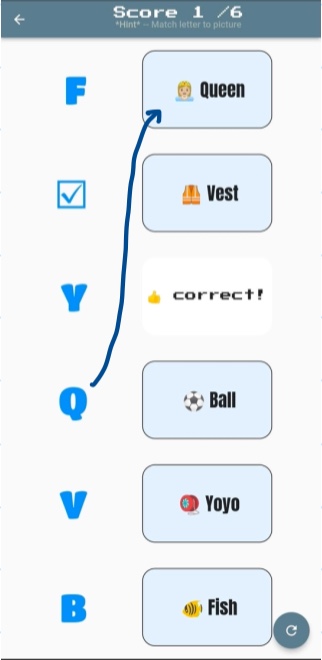 Score 1 /6
*Hint* – Match letter to picture
F
Queen
Vest
Y
correct!
Q
Ball
V
Yoyo
B
Fish